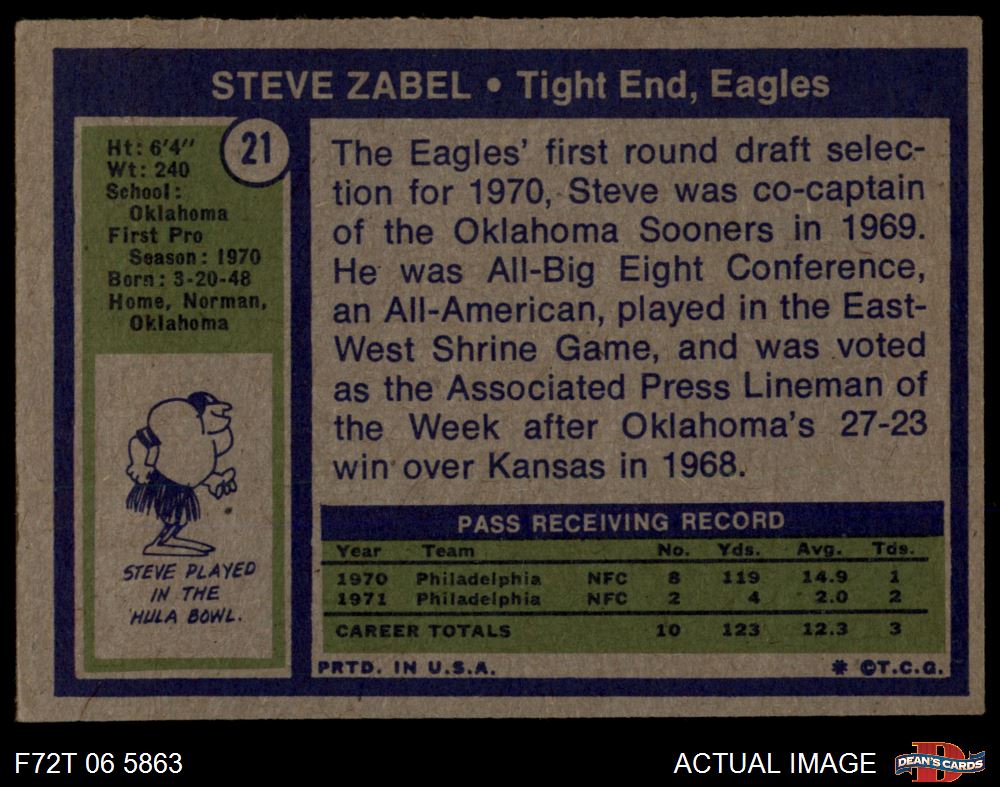 STEVE ZABEL • Tight End, Eagles
21
Ht: 6'4"
Wt: 240
School:
Oklahoma
First Pro
Season: 1970
Born: 3-20-48
Home, Norman,
Oklahoma
STEVE PLAYED
IN THE
HULA BOWL.
The Eagles' first round draft selec-
tion for 1970, Steve was co-captain
of the Oklahoma Sooners in 1969.
He was All-Big Eight Conference,
an All-American, played in the East-
West Shrine Game, and was voted
as the Associated Press Lineman of
the Week after Oklahoma's 27-23
win over Kansas in 1968.
PASS RECEIVING RECORD
Year Team No. Yds. Avg. Tds.
1970 Philadelphia NFC 8 119 14.9 1
1971 Philadelphia NFC 2 4 2.0 2
CAREER TOTALS 10 123 12.3 3
PRTD. IN U.S.A. * ©T.C.G.
F72T 06 5863 ACTUAL IMAGE DEAN'S CARDS